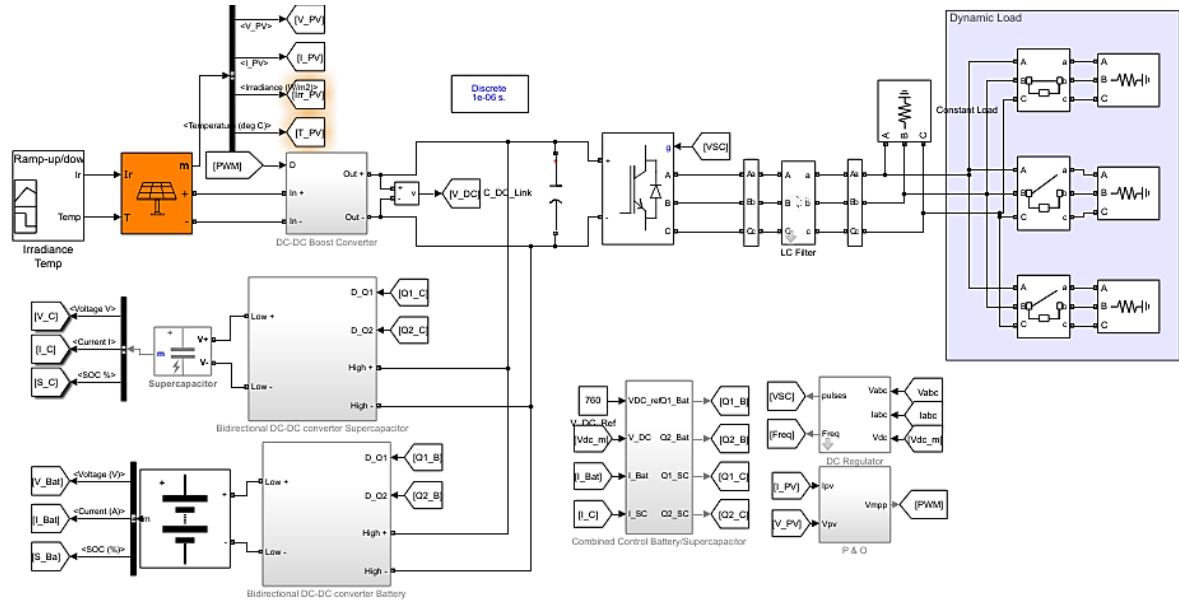 Dynamic Load
<V_PV>
[V_PV]
<I_PV>
[I_PV]
<Irradiance (W/m2)>
[Irr_PV]
<Temperature (deg C)>
[T_PV]
Discrete
1e-06 s.
Constant Load
A
B
C
Ramp-up/dow
Ir
Temp
Irradiance
Temp
Ir
T
m
+
-
[PWM]
D
In +
In -
Out +
Out -
DC-DC Boost Converter
+
-
v
[V_DC]
C_DC_Link
+
-
g
A
B
C
[VSC]
Aa
Bb
Cc
A
B
C
a
b
c
LC Filter
Aa
Bb
Cc
A
B
C
a
b
c
A
B
C
A
B
C
a
b
c
A
B
C
A
B
C
a
b
c
A
B
C
[V_C]
<Voltage V>
[I_C]
<Current I>
[S_C]
<SOC %>
m
+
V+
V-
Supercapacitor
Low +
Low -
D_Q1
D_Q2
High +
High -
[Q1_C]
[Q2_C]
Bidirectional DC-DC converter Supercapacitor
[V_Bat]
<Voltage (V)>
[I_Bat]
<Current (A)>
[S_Ba]
<SOC (%)>
m
+
+
-
Low +
Low -
D_Q1
D_Q2
High +
High -
[Q1_B]
[Q2_B]
Bidirectional DC-DC converter Battery
760
V_DC_Ref
[Vdc_m]
[I_Bat]
[I_C]
VDC_ref
V_DC
I_Bat
I_SC
Q1_Bat
Q2_Bat
Q1_SC
Q2_SC
[Q1_B]
[Q2_B]
[Q1_C]
[Q2_C]
Combined Control Battery/Supercapacitor
[VSC]
[Freq]
pulses
Freq
Vabc
Iabc
Vdc
Vabc
Iabc
[Vdc_m]
DC Regulator
[I_PV]
[V_PV]
Ipv
Vpv
Vmpp
[PWM]
P & O